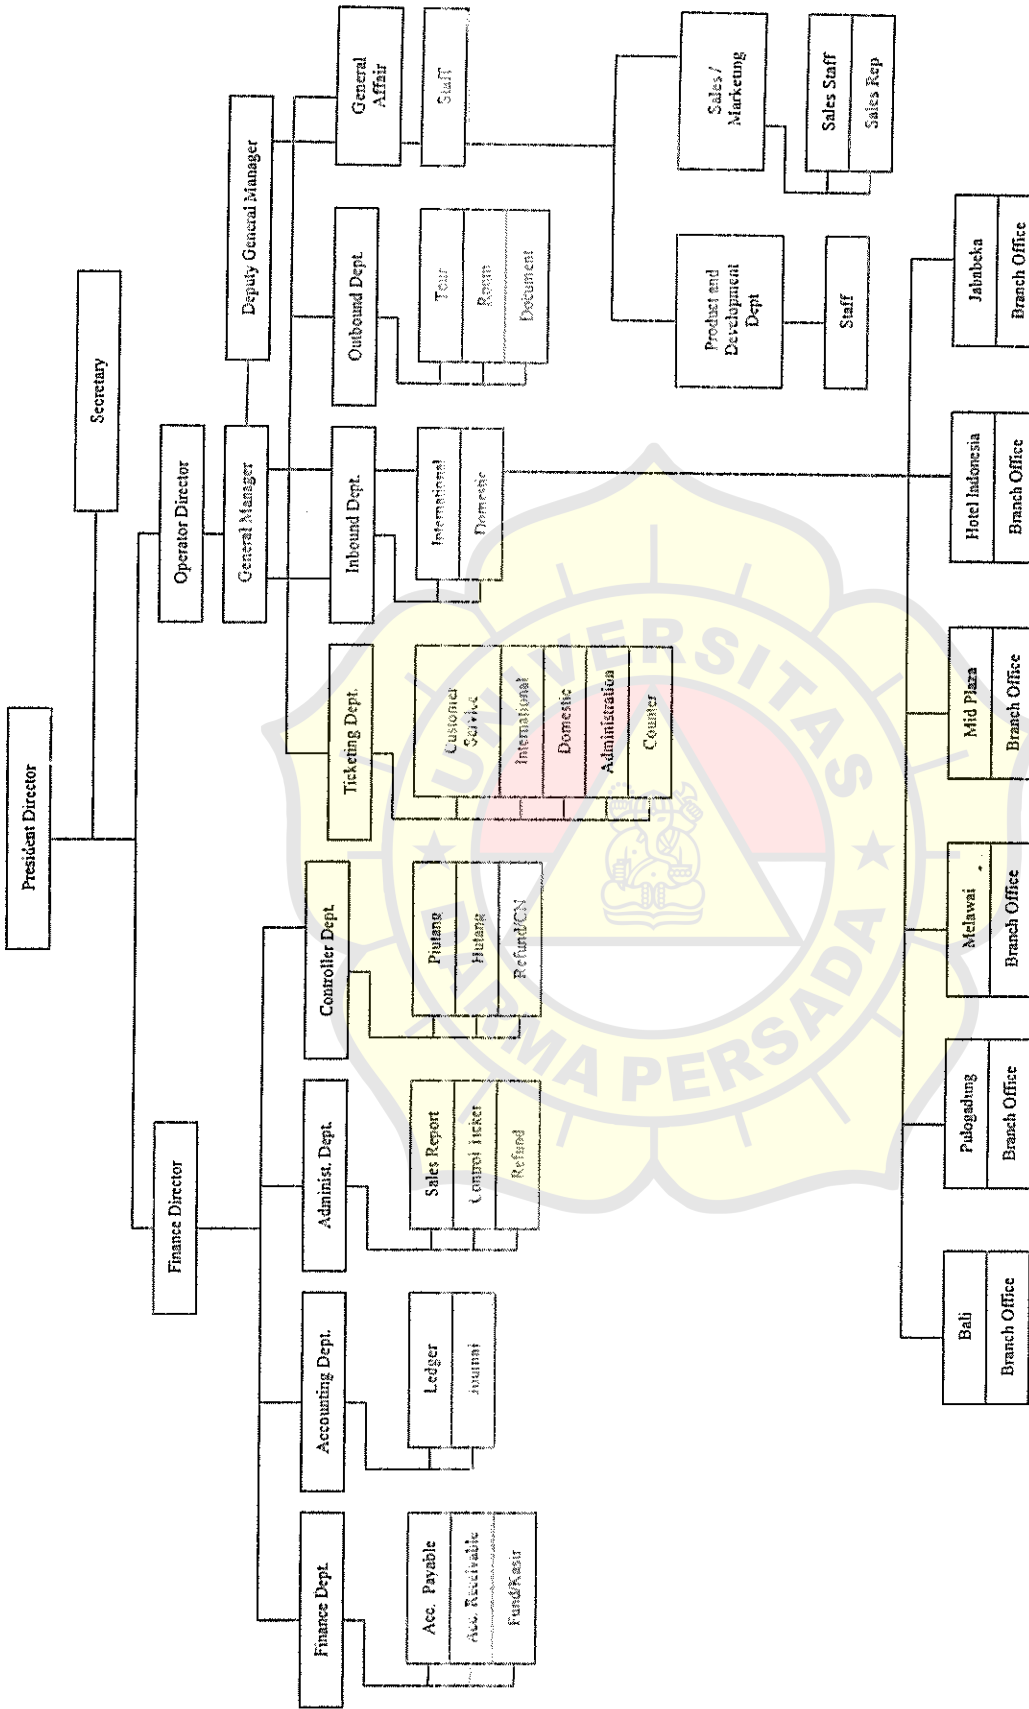 President Director
Secretary
Finance Director
Operator Director
General Manager
Deputy General Manager
Finance Dept.
Accounting Dept.
Administ. Dept.
Controller Dept.
Ticketing Dept.
Inbound Dept.
Outbound Dept.
General
Affair
Acc. Payable
Acc. Receivable
Fund/Kasir
Ledger
Journal
Sales Report
Control Ticker
Refund
Piutang
Hutang
Refund/CN
Customer
Service
International
Domestic
Administration
Counter
International
Domestic
Tour
Room
Document
Staff
Product and
Development
Dept
Staff
Sales /
Marketing
Sales Staff
Sales Rep
Bali
Branch Office
Pulogadung
Branch Office
Melawai
Branch Office
Mid Plaza
Branch Office
Hotel Indonesia
Branch Office
Jababeka
Branch Office
UNIVERSITAS
DARMA PERSADA